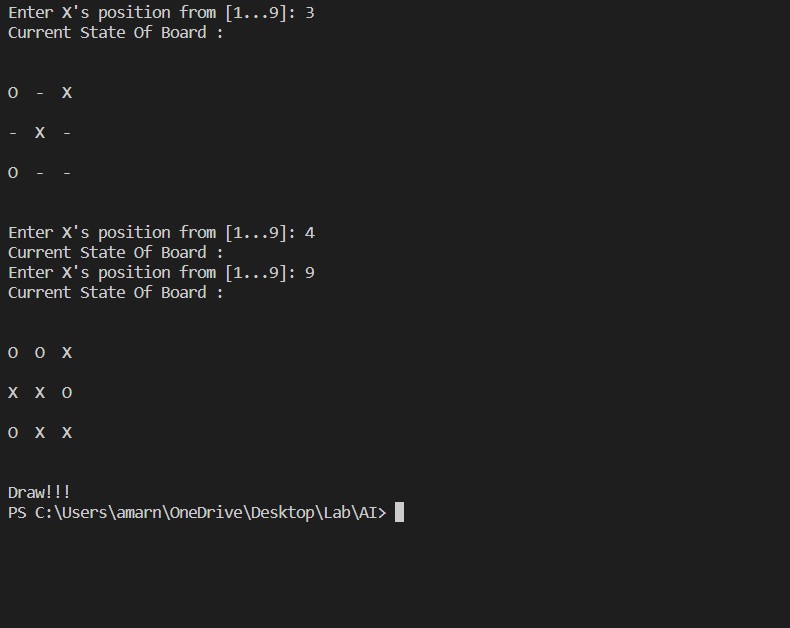 Enter X's position from [1...9]: 3
Current State Of Board :
O - X
- X -
O - -
Enter X's position from [1...9]: 4
Current State Of Board :
Enter X's position from [1...9]: 9
Current State Of Board :
O O X
X X O
O X X
Draw!!!
PS C:\Users\amarn\OneDrive\Desktop\Lab\AI>